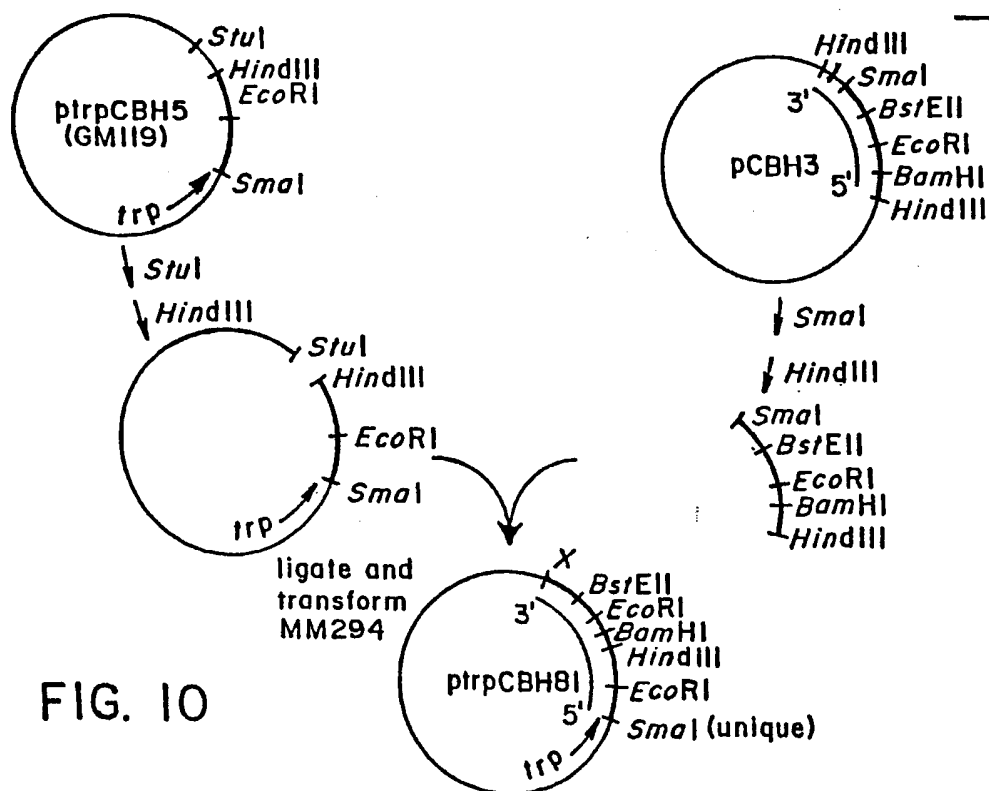 StuI
HindIII
EcoRI
ptrpCBH5
(GM119)
SmaI
trp
StuI
HindIII
StuI
HindIII
EcoRI
SmaI
trp
HindIII
SmaI
3'
BstEII
EcoRI
pCBH3
5'
BamHI
HindIII
SmaI
HindIII
SmaI
BstEII
EcoRI
BamHI
HindIII
ligate and
transform
MM294
X
BstEII
3'
EcoRI
BamHI
HindIII
ptrpCBH81
EcoRI
5'
SmaI (unique)
trp
FIG. 10